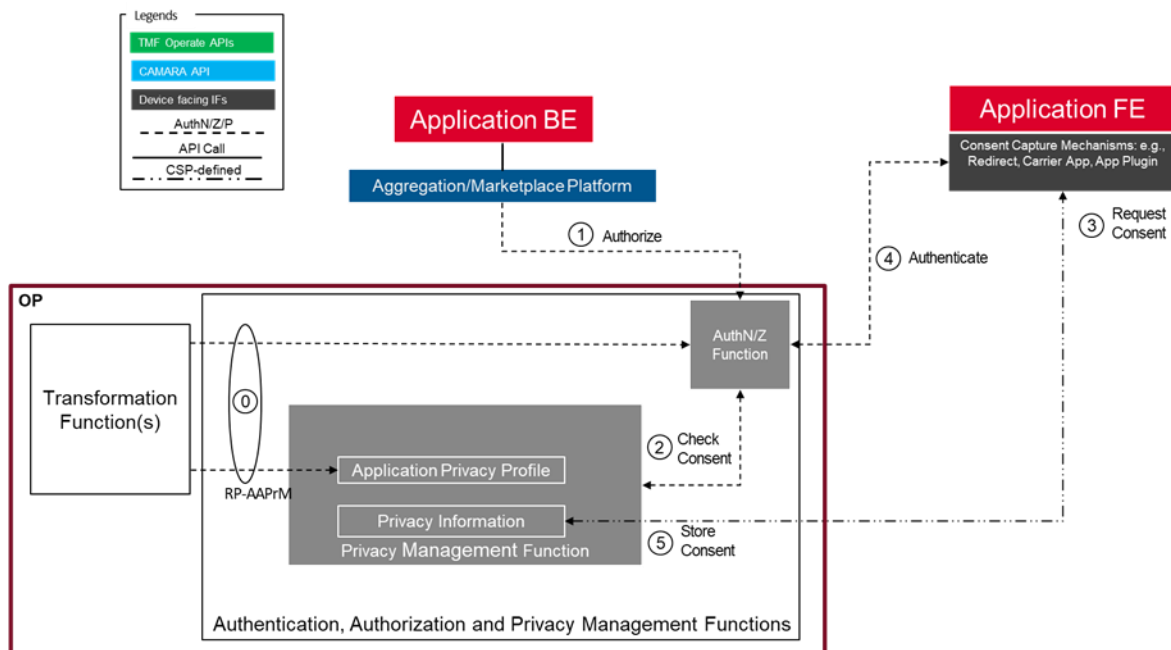 Legends
TMF Operate APIs
CAMARA API
Device facing IFs
AuthN/Z/P
API Call
CSP-defined
Application BE
Aggregation/Marketplace Platform
Application FE
Consent Capture Mechanisms: e.g.,
Redirect, Carrier App, App Plugin
1 Authorize
3 Request
Consent
4 Authenticate
OP
AuthN/Z
Function
Transformation
Function(s)
0
RP-AAPrM
2 Check
Consent
Application Privacy Profile
Privacy Information
Privacy Management Function
5 Store
Consent
Authentication, Authorization and Privacy Management Functions